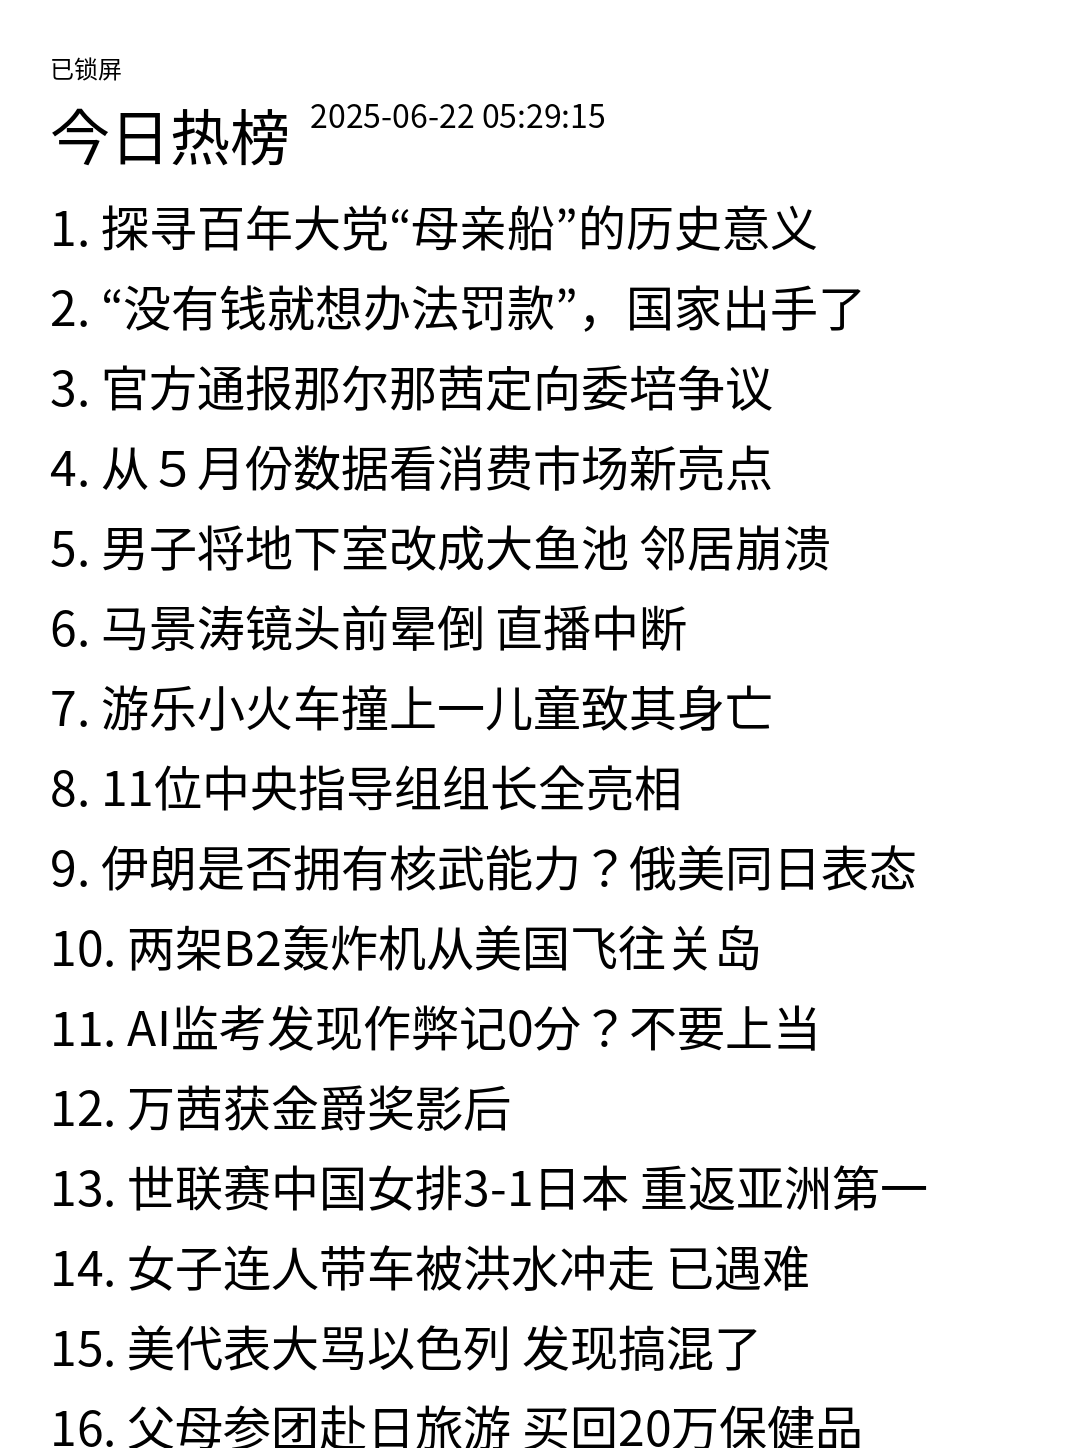 已锁屏
今日热榜 2025-06-22 05:29:15
1. 探寻百年大党“母亲船”的历史意义
2. “没有钱就想办法罚款”，国家出手了
3. 官方通报那尔那茜定向委培争议
4. 从５月份数据看消费市场新亮点
5. 男子将地下室改成大鱼池 邻居崩溃
6. 马景涛镜头前晕倒 直播中断
7. 游乐小火车撞上一儿童致其身亡
8. 11位中央指导组组长全亮相
9. 伊朗是否拥有核武能力？俄美同日表态
10. 两架B2轰炸机从美国飞往关岛
11. AI监考发现作弊记0分？不要上当
12. 万茜获金爵奖影后
13. 世联赛中国女排3-1日本 重返亚洲第一
14. 女子连人带车被洪水冲走 已遇难
15. 美代表大骂以色列 发现搞混了
16. 父母参团赴日旅游 买回20万保健品